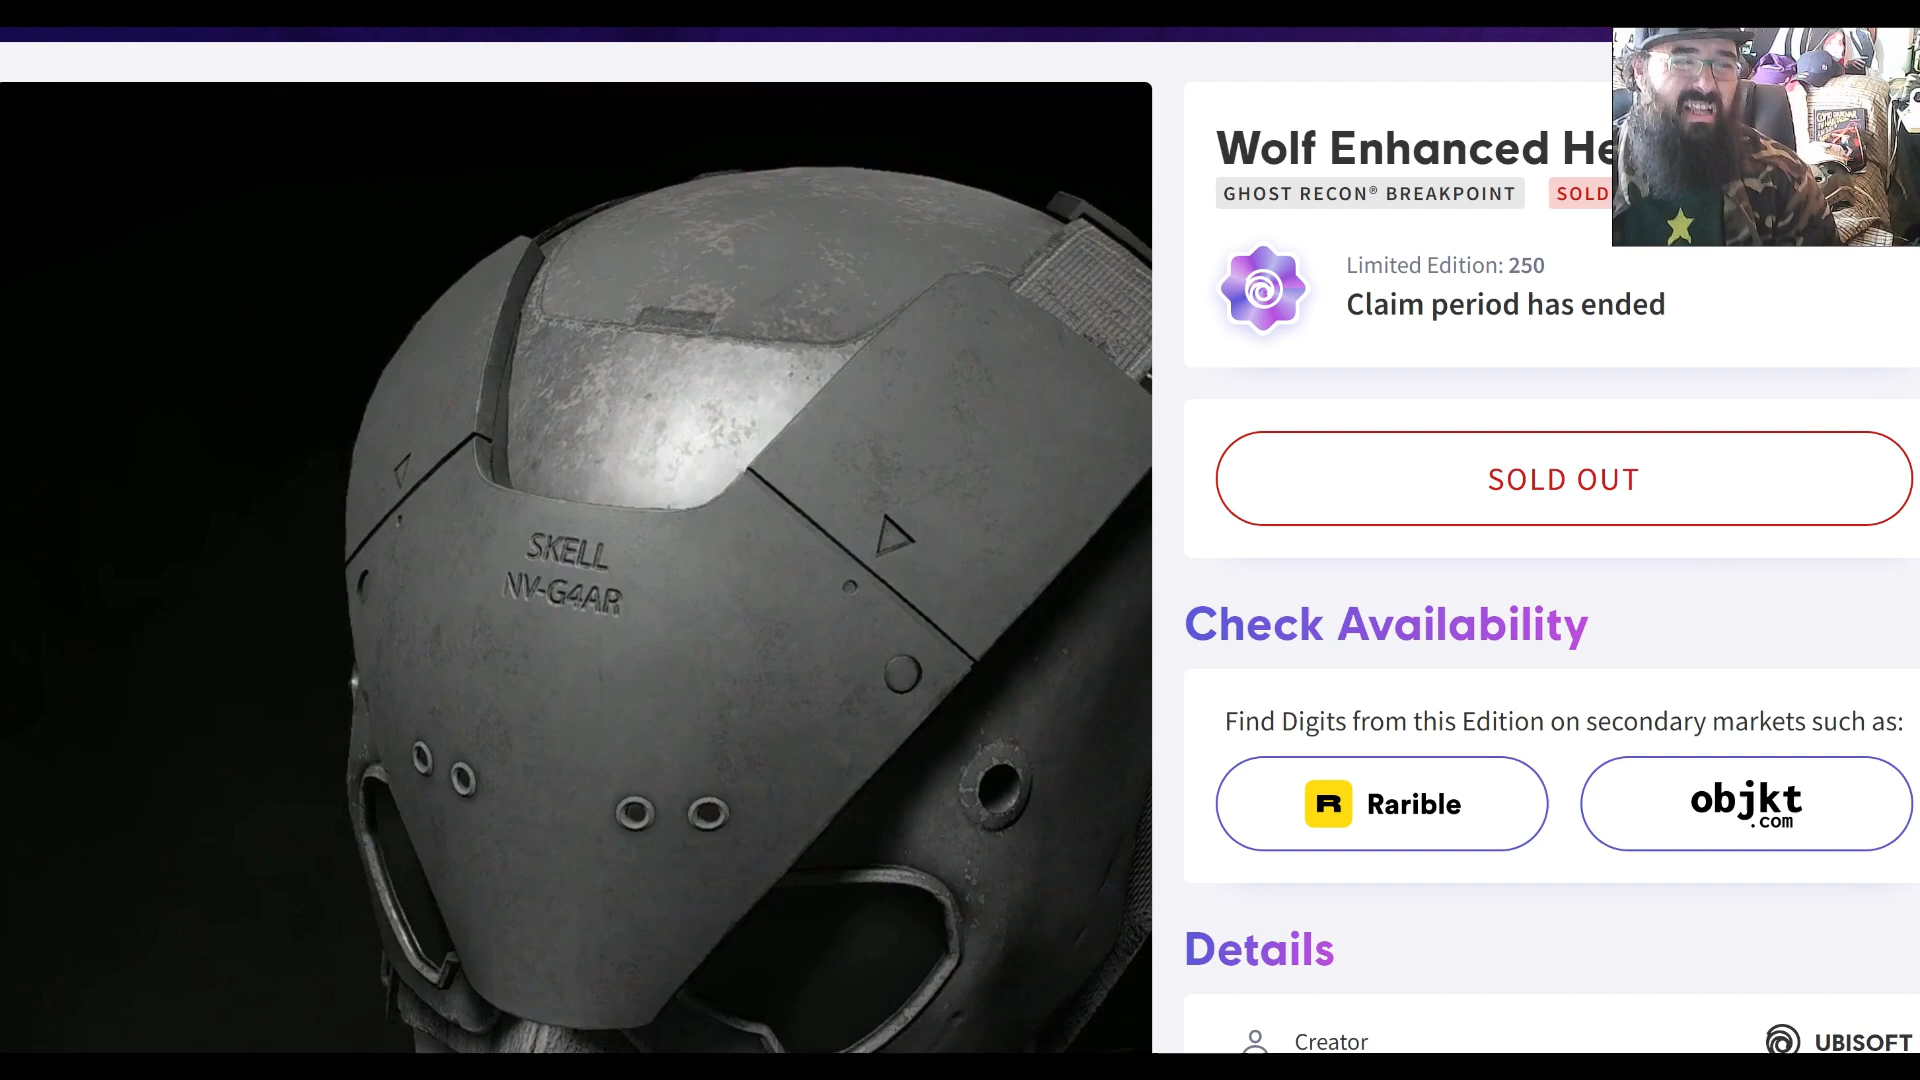 Wolf Enhanced He
GHOST RECON® BREAKPOINT
SOLD
Limited Edition: 250
Claim period has ended
SOLD OUT
SKELL
NV-G4AR
Check Availability
Find Digits from this Edition on secondary markets such as:
R Rarible
objkt
.com
Details
Creator
UBISOFT